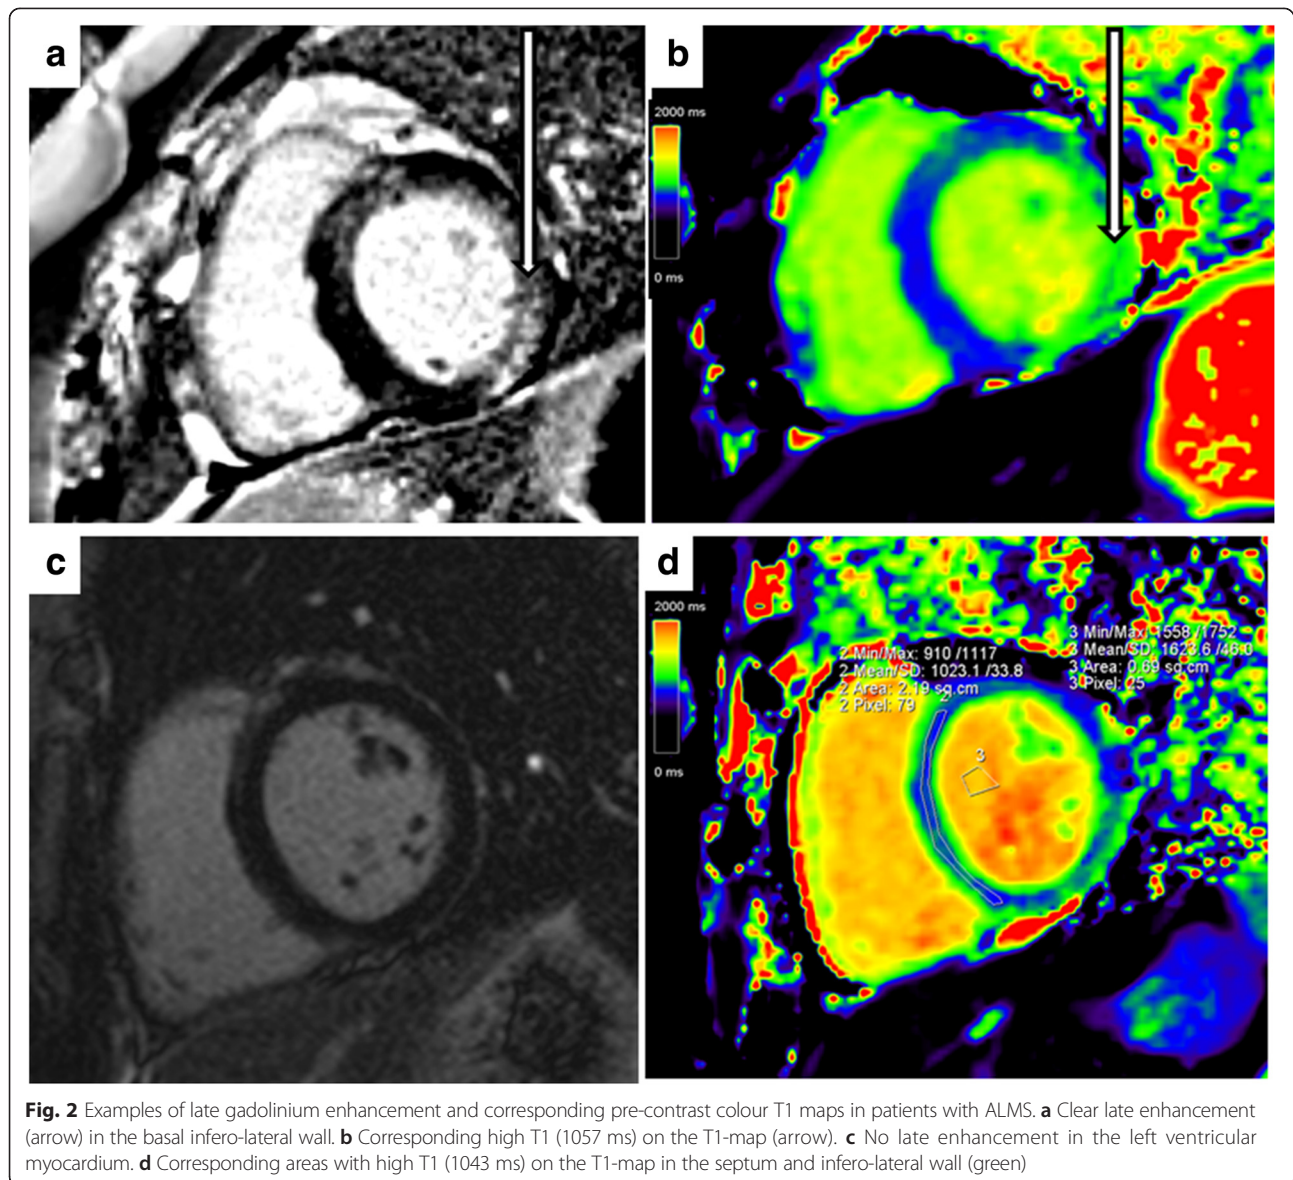 a
b
2000 ms
0 ms
c
d
2000 ms
0 ms
2 Min/Max: 910 /1117
2 Mean/SD: 1023.1 /33.8
2 Area: 2.19 sq.cm
2 Pixel: 79
2
3 Min/Max: 1558 /1752
3 Mean/SD: 1623.6 /46.0
3 Area: 0.69 sq.cm
3 Pixel: 25
3
Fig. 2 Examples of late gadolinium enhancement and corresponding pre-contrast colour T1 maps in patients with ALMS. a Clear late enhancement
(arrow) in the basal infero-lateral wall. b Corresponding high T1 (1057 ms) on the T1-map (arrow). c No late enhancement in the left ventricular
myocardium. d Corresponding areas with high T1 (1043 ms) on the T1-map in the septum and infero-lateral wall (green)